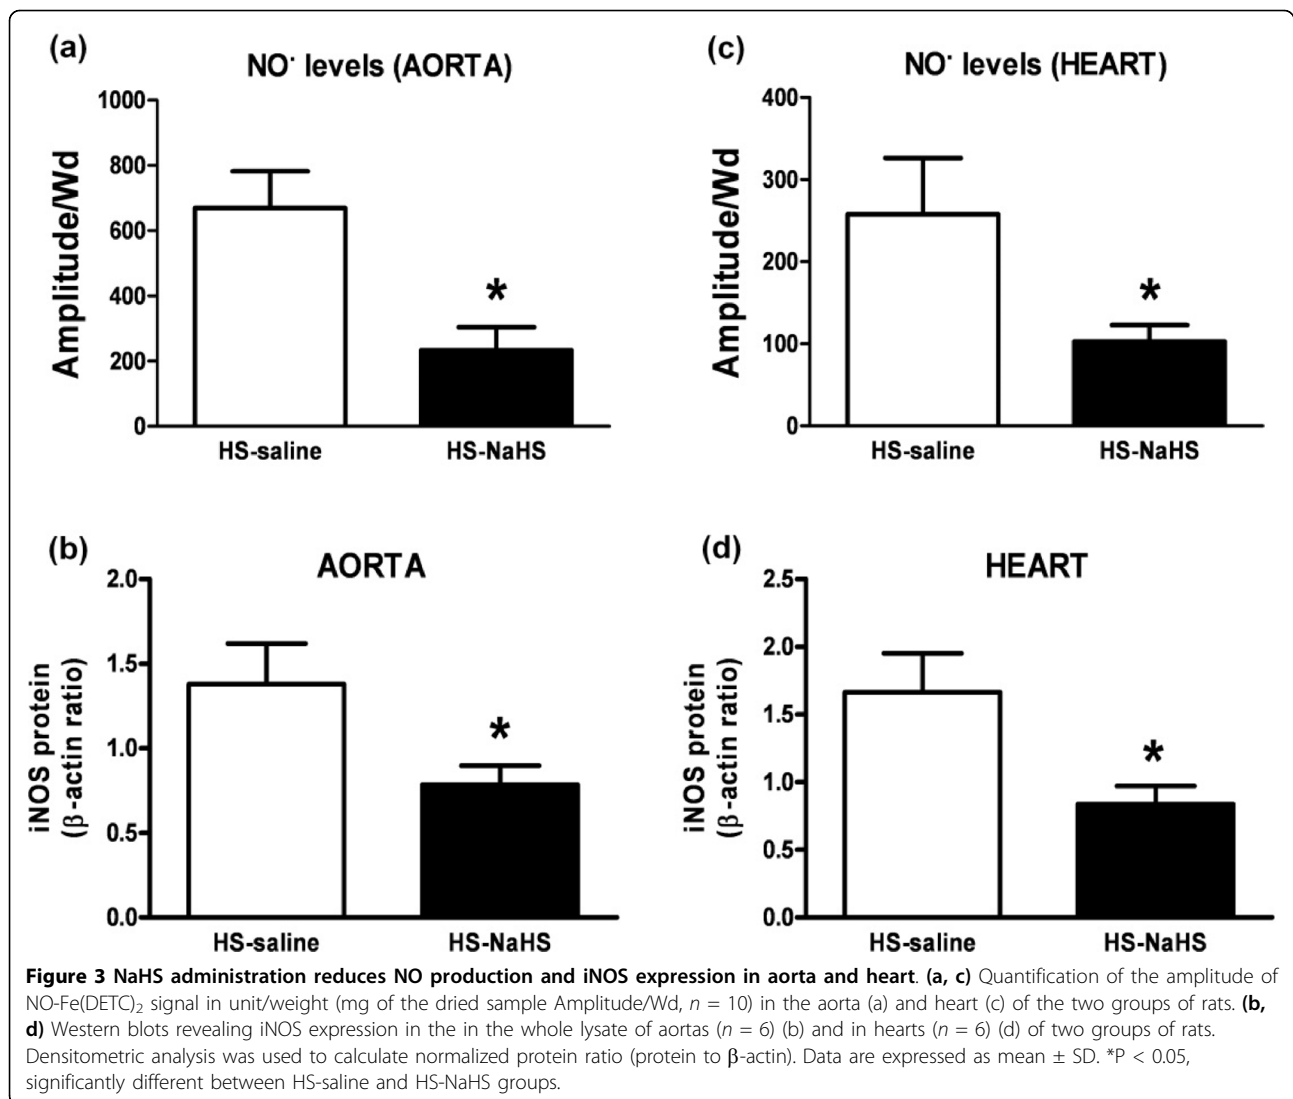 (a)
NO· levels (AORTA)
Amplitude/Wd
1000
800
600
400
200
0
*
HS-saline HS-NaHS
(c)
NO· levels (HEART)
Amplitude/Wd
400
300
200
100
0
*
HS-saline HS-NaHS
(b)
AORTA
iNOS protein
(β-actin ratio)
2.0
1.5
1.0
0.5
0.0
*
HS-saline HS-NaHS
(d)
HEART
iNOS protein
(β-actin ratio)
2.5
2.0
1.5
1.0
0.5
0.0
*
HS-saline HS-NaHS
Figure 3 NaHS administration reduces NO production and iNOS expression in aorta and heart. (a, c) Quantification of the amplitude of
NO-Fe(DETC)₂ signal in unit/weight (mg of the dried sample Amplitude/Wd, n = 10) in the aorta (a) and heart (c) of the two groups of rats. (b,
d) Western blots revealing iNOS expression in the in the whole lysate of aortas (n = 6) (b) and in hearts (n = 6) (d) of two groups of rats.
Densitometric analysis was used to calculate normalized protein ratio (protein to β-actin). Data are expressed as mean ± SD. *P < 0.05,
significantly different between HS-saline and HS-NaHS groups.